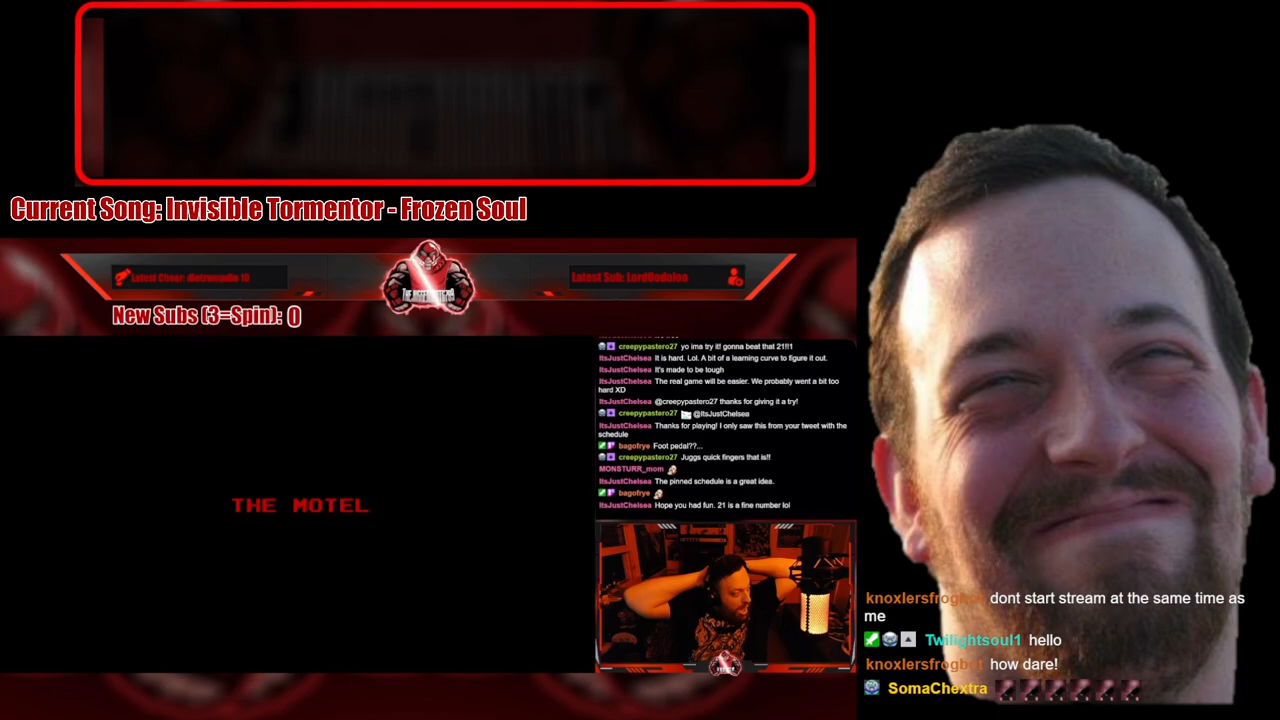 Current Song: Invisible Tormentor - Frozen Soul
Latest Cheer:
Latest Sub:
New Subs (3=Spin): 0
THE MOTEL
creepypastero27 yo ima try it! gonna beat that 21!!1
ItsJustChelsea It is hard. Lol. A bit of a learning curve to figure it out.
ItsJustChelsea It's made to be tough
ItsJustChelsea The real game will be easier. We probably went a bit too
hard XD
ItsJustChelsea @creepypastero27 thanks for giving it a try!
creepypastero27 @ItsJustChelsea
ItsJustChelsea Thanks for playing! I only saw this from your tweet with the
schedule
bagofrye Foot pedal??...
creepypastero27 Juggs quick fingers that is!!
MONSTURR_mom
ItsJustChelsea The pinned schedule is a great idea.
bagofrye
ItsJustChelsea Hope you had fun. 21 is a fine number lol
knoxlersfrogbot dont start stream at the same time as
me
Twilightsoul1 hello
knoxlersfrogbot how dare!
SomaChextra